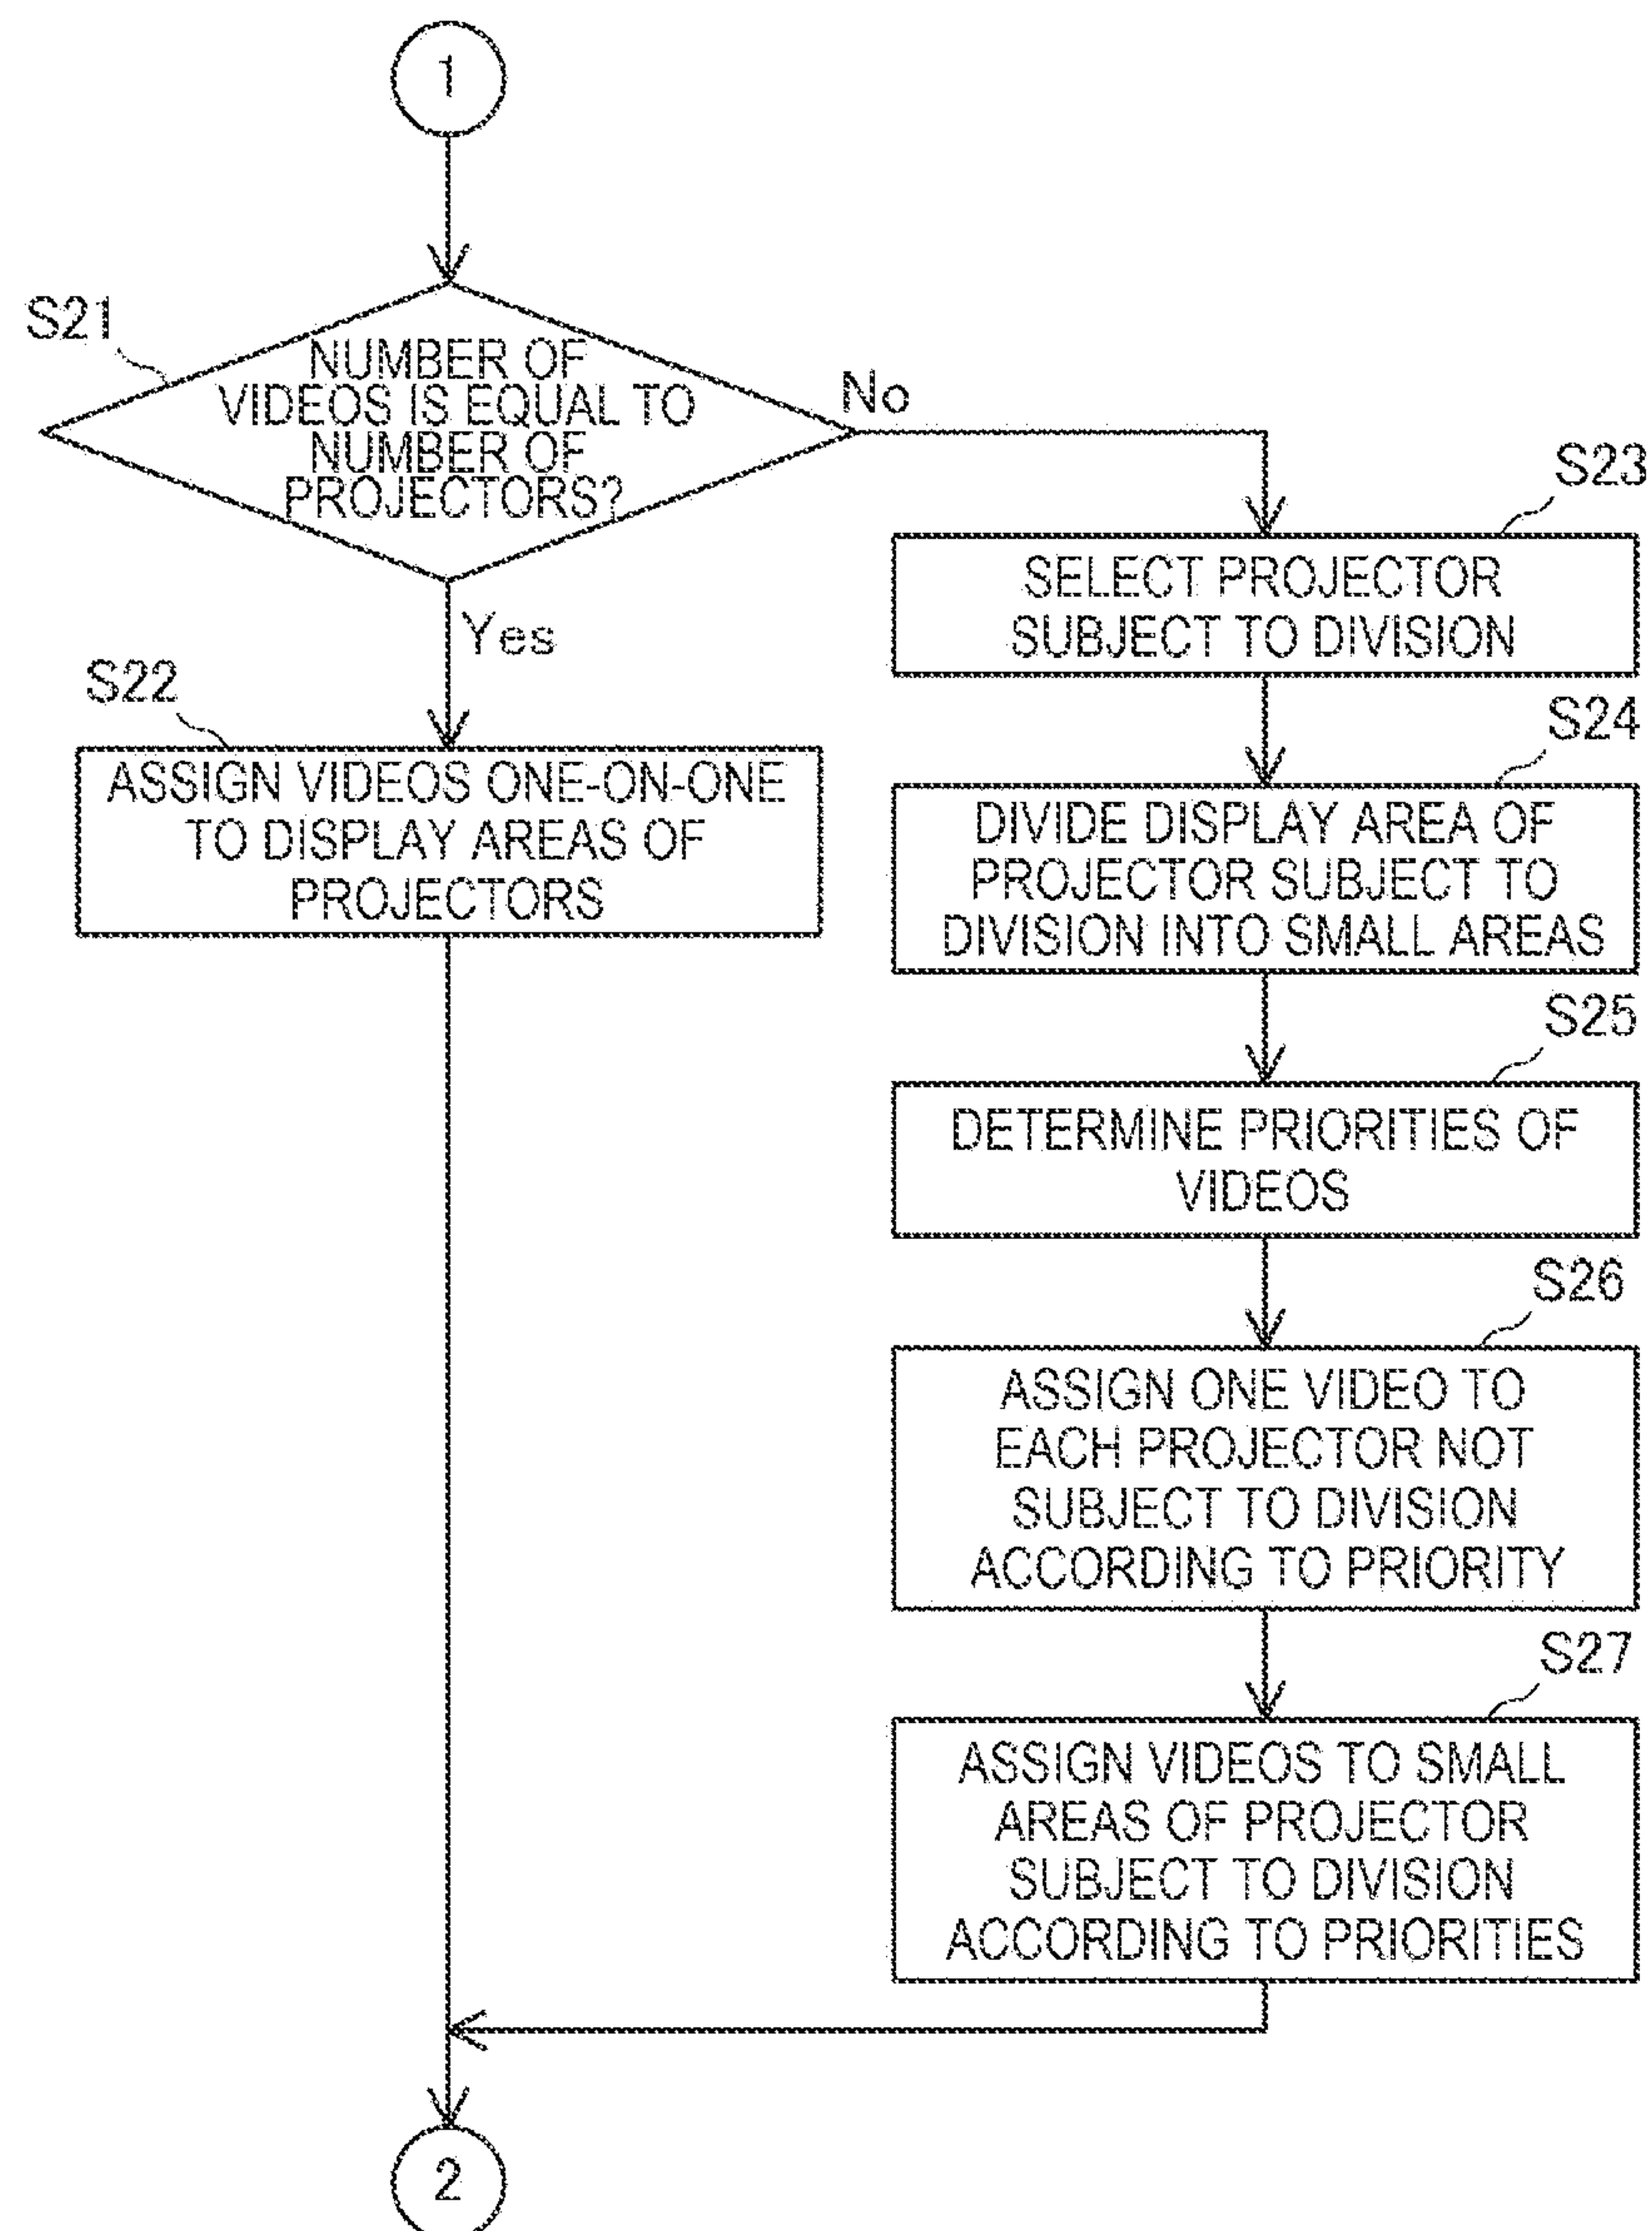 1
S21
NUMBER OF
VIDEOS IS EQUAL TO
NUMBER OF
PROJECTORS?
No
Yes
S22
ASSIGN VIDEOS ONE-ON-ONE
TO DISPLAY AREAS OF
PROJECTORS
S23
SELECT PROJECTOR
SUBJECT TO DIVISION
S24
DIVIDE DISPLAY AREA OF
PROJECTOR SUBJECT TO
DIVISION INTO SMALL AREAS
S25
DETERMINE PRIORITIES OF
VIDEOS
S26
ASSIGN ONE VIDEO TO
EACH PROJECTOR NOT
SUBJECT TO DIVISION
ACCORDING TO PRIORITY
S27
ASSIGN VIDEOS TO SMALL
AREAS OF PROJECTOR
SUBJECT TO DIVISION
ACCORDING TO PRIORITIES
2